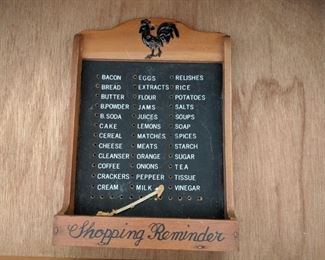 BACON EGGS RELISHES
BREAD EXTRACTS RICE
BUTTER FLOUR POTATOES
B.POWDER JAMS SALTS
B.SODA JUICES SOUPS
CAKE LEMONS SOAP
CEREAL MATCHES SPICES
CHEESE MEATS STARCH
CLEANSER ORANGE SUGAR
COFFEE ONIONS TEA
CRACKERS PEPPEER TISSUE
CREAM MILK VINEGAR
Shopping Reminder